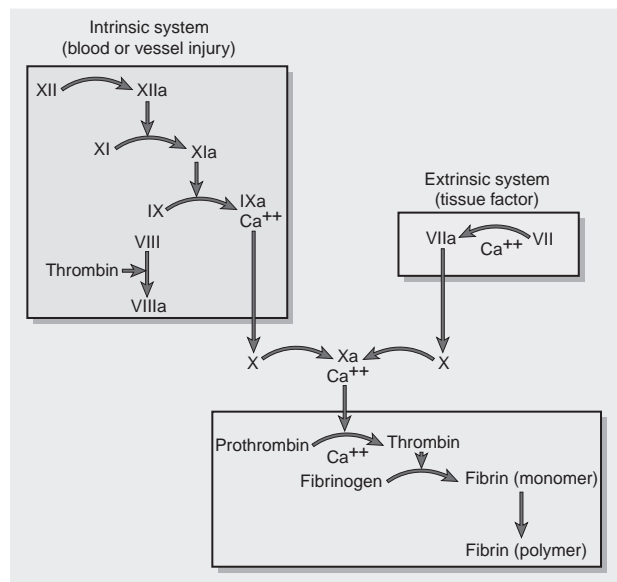 Intrinsic system
(blood or vessel injury)
XII
XIIa
XI
XIa
IX
IXa
Ca++
VIII
Thrombin
VIIIa
Extrinsic system
(tissue factor)
VIIa
Ca++
VII
X
Xa
Ca++
X
Prothrombin
Ca++
Thrombin
Fibrinogen
Fibrin (monomer)
Fibrin (polymer)